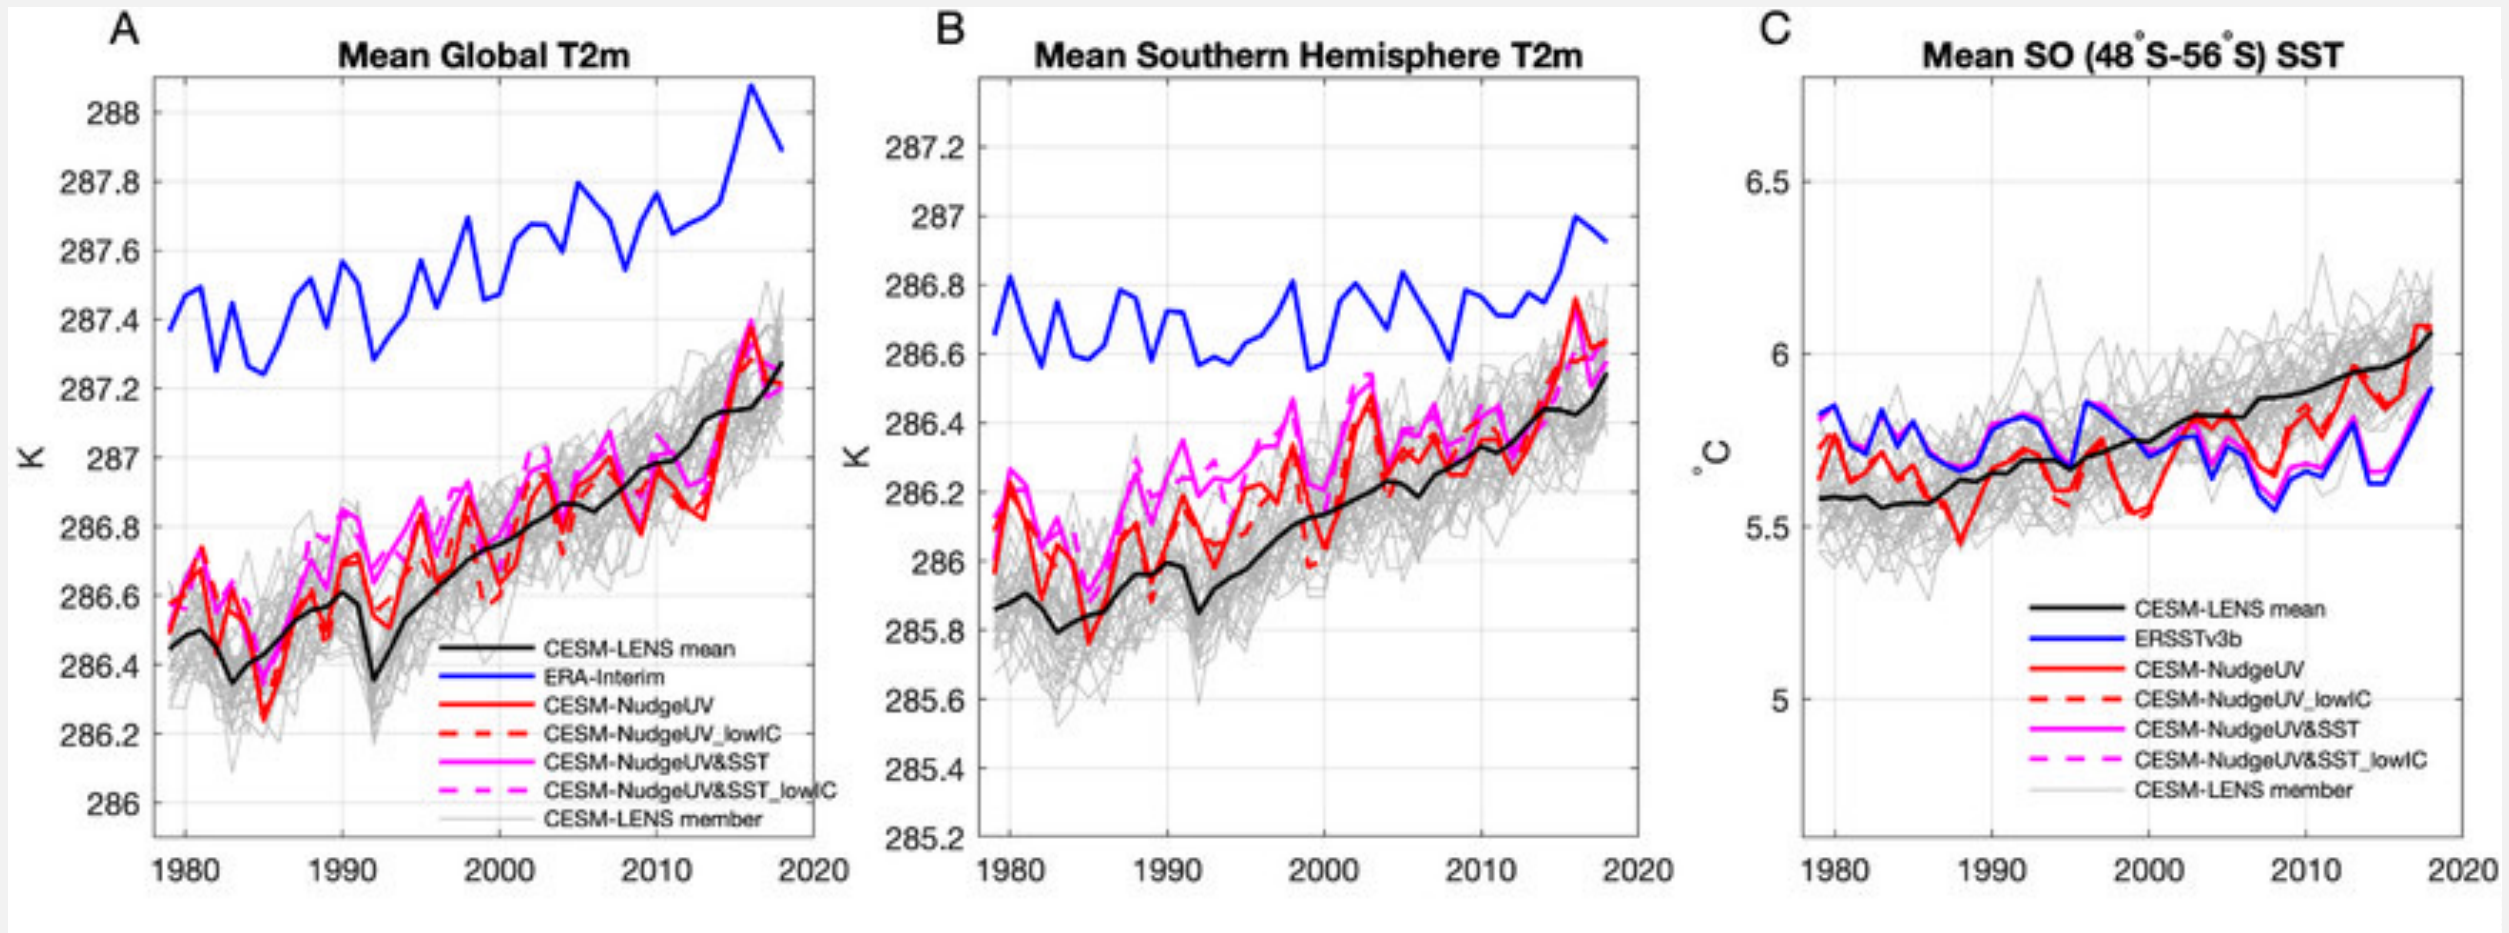 A
Mean Global T2m
K
288
287.8
287.6
287.4
287.2
287
286.8
286.6
286.4
286.2
286
1980
1990
2000
2010
2020
CESM-LENS mean
ERA-Interim
CESM-NudgeUV
CESM-NudgeUV_lowIC
CESM-NudgeUV&SST
CESM-NudgeUV&SST_lowIC
CESM-LENS member
B
Mean Southern Hemisphere T2m
K
287.2
287
286.8
286.6
286.4
286.2
286
285.8
285.6
285.4
285.2
1980
1990
2000
2010
2020
C
Mean SO (48°S-56°S) SST
°C
6.5
6
5.5
5
1980
1990
2000
2010
2020
CESM-LENS mean
ERSSTv3b
CESM-NudgeUV
CESM-NudgeUV_lowIC
CESM-NudgeUV&SST
CESM-NudgeUV&SST_lowIC
CESM-LENS member